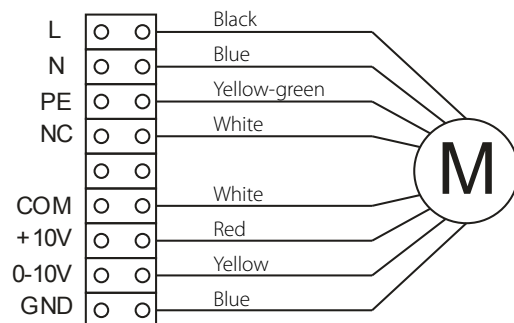 L Black
N Blue
PE Yellow-green
NC White
COM White
+10V Red
0-10V Yellow
GND Blue
M